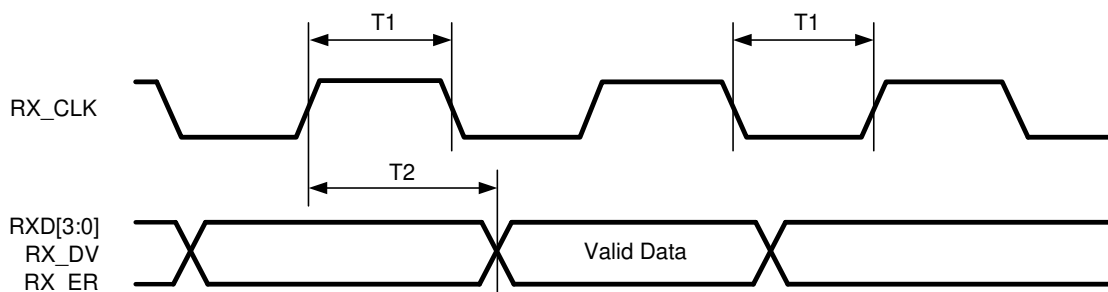 T1
T1
RX_CLK
T2
RXD[3:0]
RX_DV
Valid Data
RX_ER